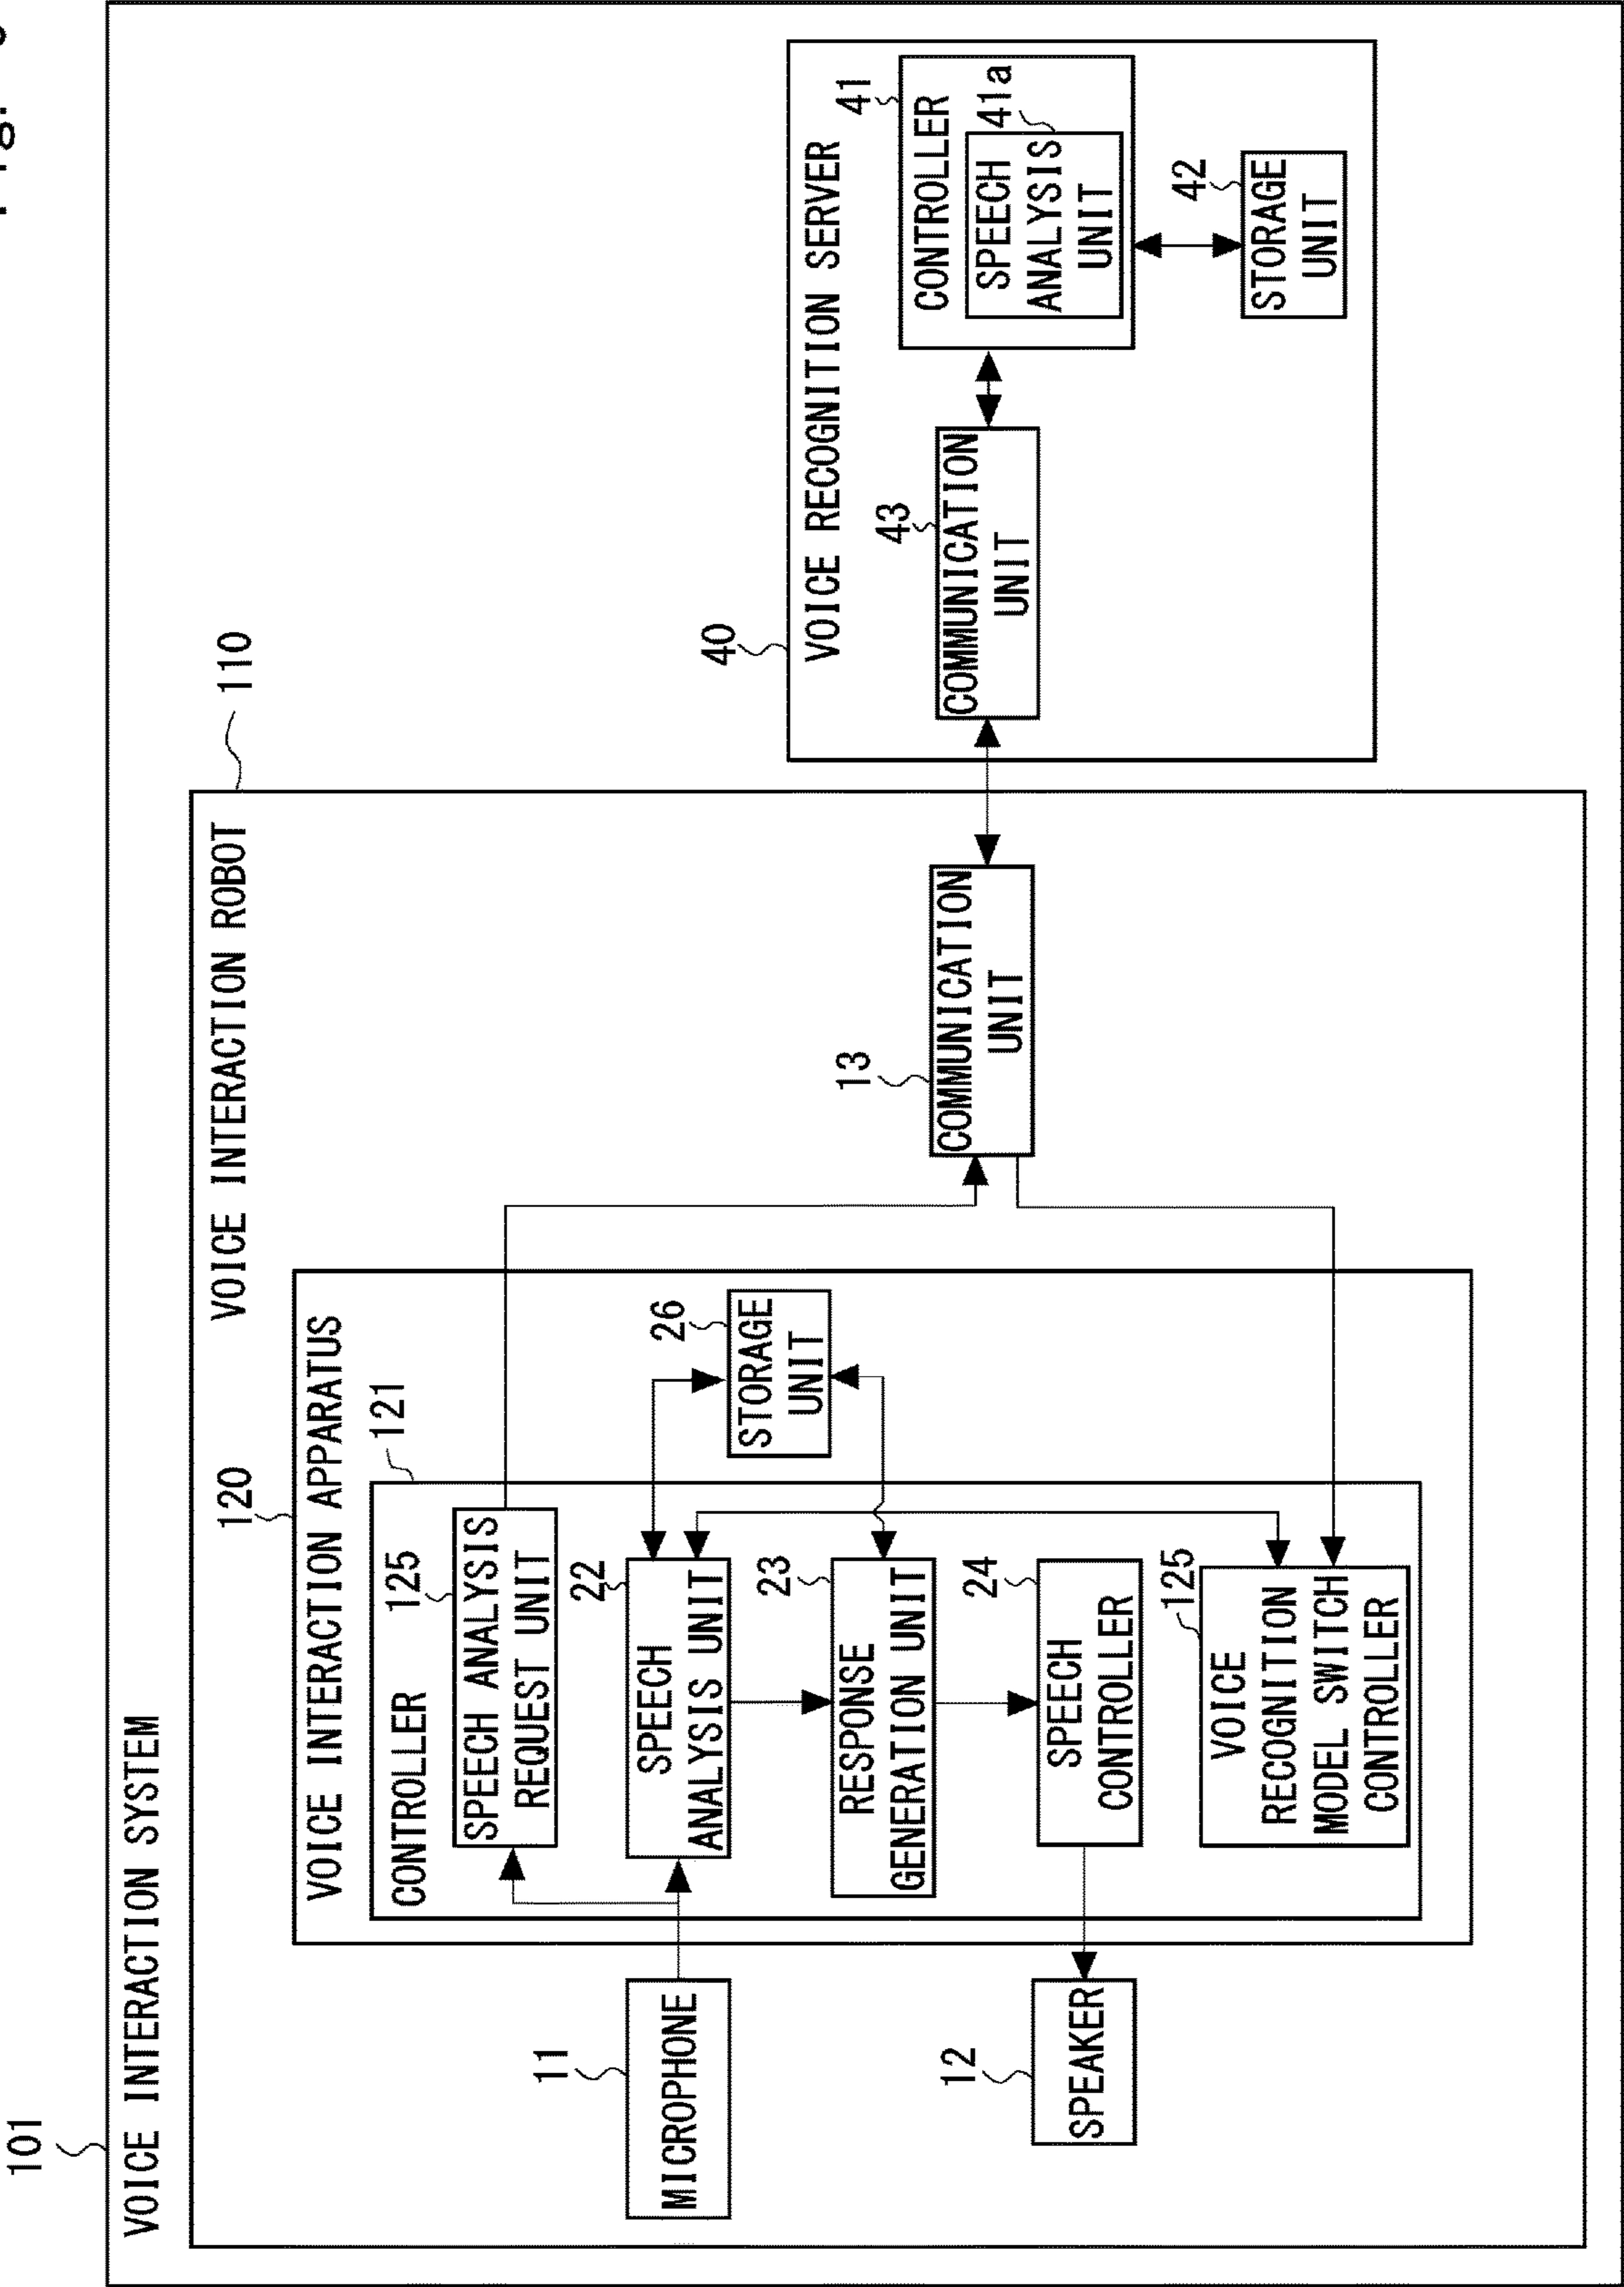 101
VOICE INTERACTION SYSTEM
110
VOICE INTERACTION ROBOT
120
VOICE INTERACTION APPARATUS
121
CONTROLLER
125
SPEECH ANALYSIS
REQUEST UNIT
11
MICROPHONE
22
SPEECH
ANALYSIS UNIT
26
STORAGE
UNIT
23
RESPONSE
GENERATION UNIT
12
SPEAKER
24
SPEECH
CONTROLLER
125
VOICE
RECOGNITION
MODEL SWITCH
CONTROLLER
13
COMMUNICATION
UNIT
40
VOICE RECOGNITION SERVER
43
COMMUNICATION
UNIT
41
CONTROLLER
41a
SPEECH
ANALYSIS
UNIT
42
STORAGE
UNIT